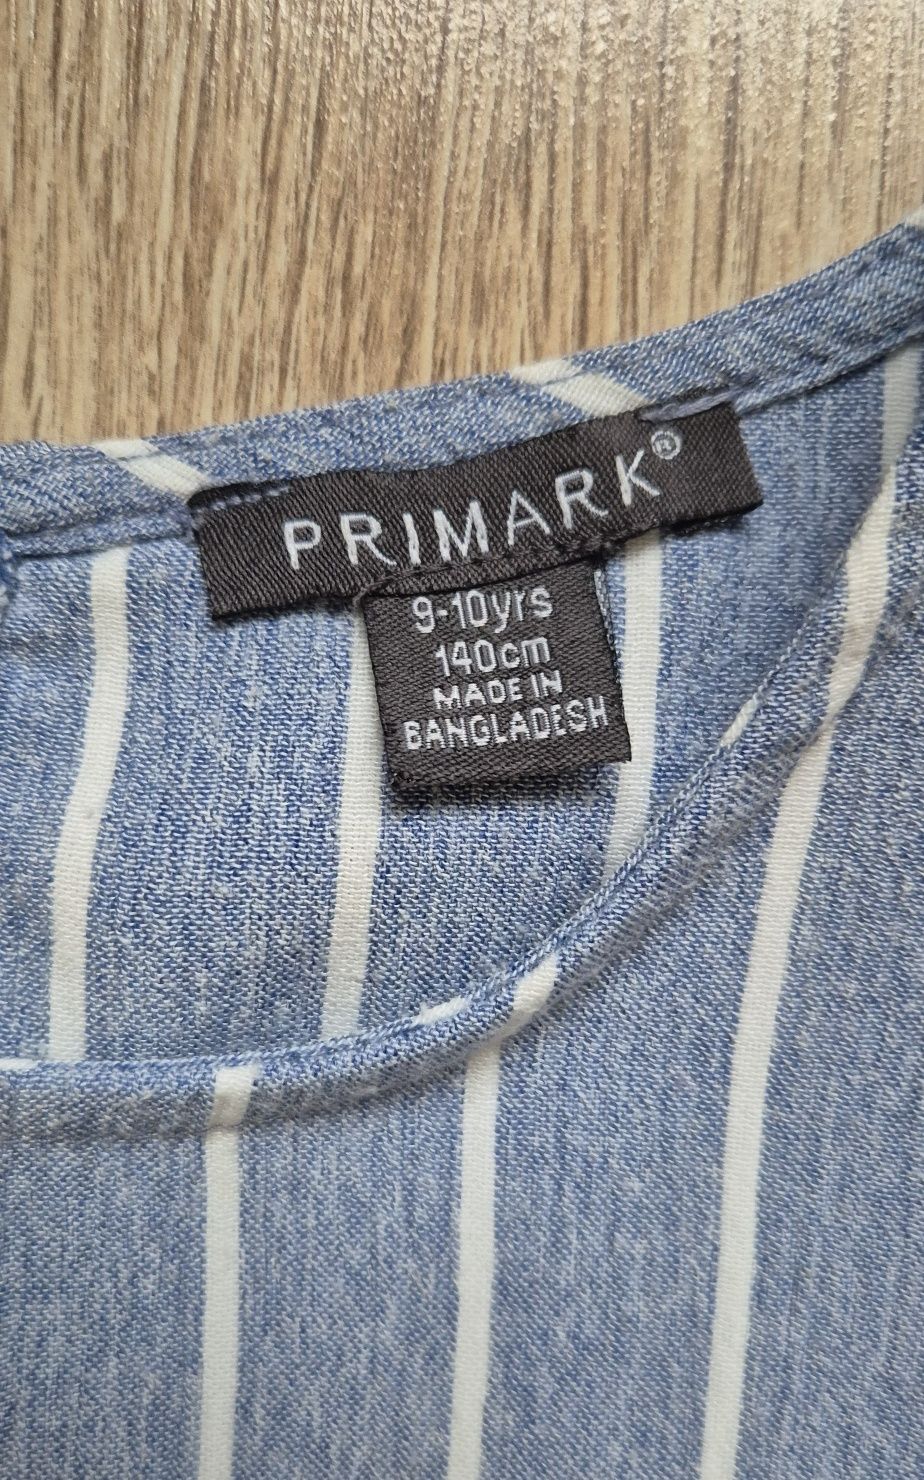 PRIMARK®
9-10yrs
140cm
MADE IN
BANGLADESH